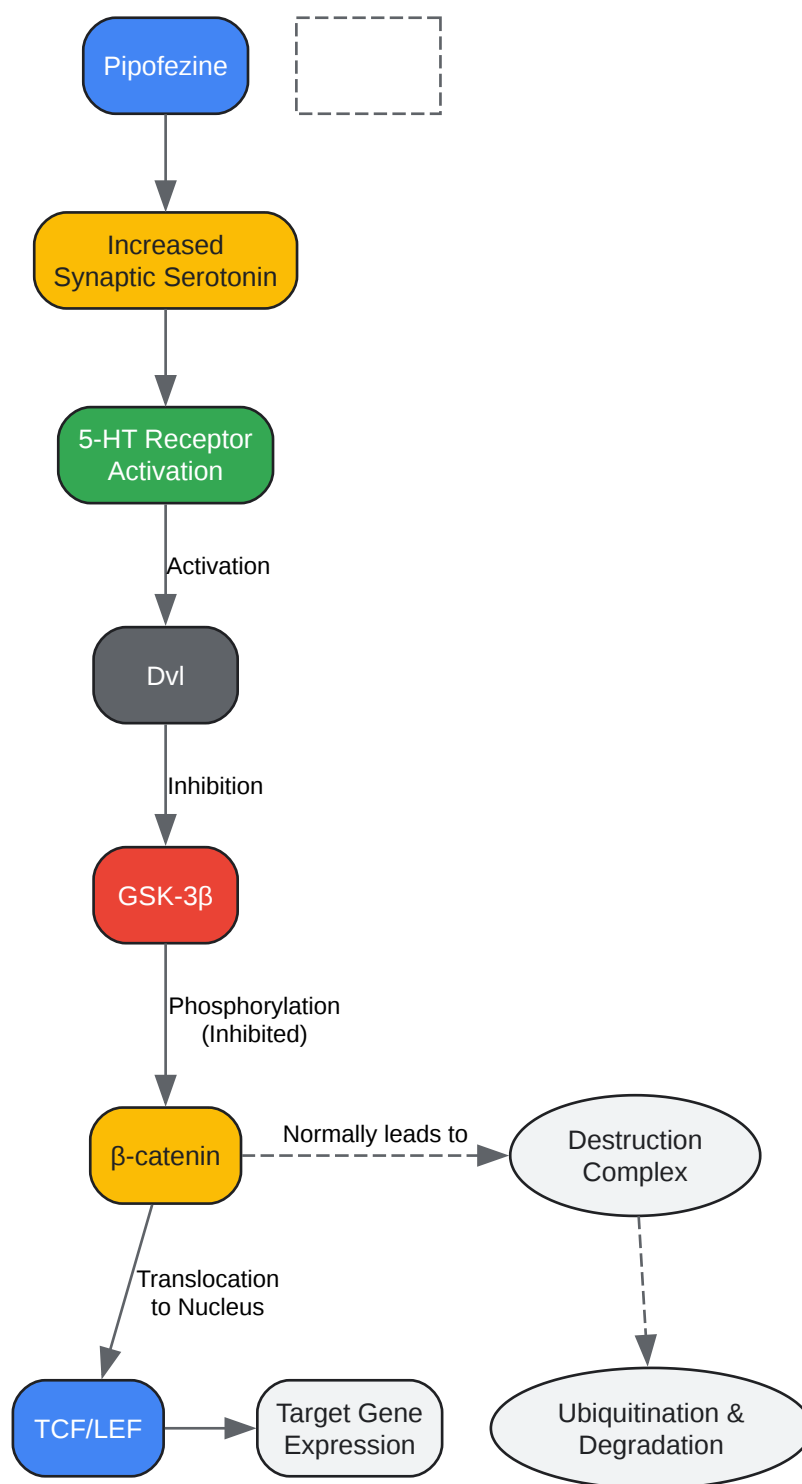 Pipofezine
Increased
Synaptic Serotonin
5-HT Receptor
Activation
Activation
Dvl
Inhibition
GSK-3β
Phosphorylation
(Inhibited)
β-catenin
Normally leads to
Destruction
Complex
Translocation
to Nucleus
TCF/LEF
Target Gene
Expression
Ubiquitination &
Degradation